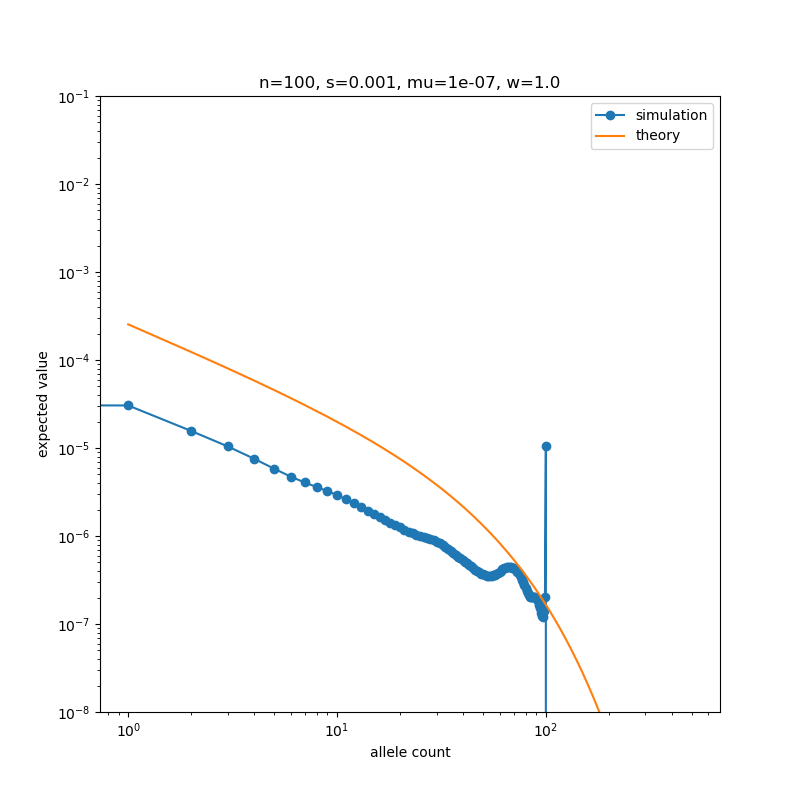 n=100, s=0.001, mu=1e-07, w=1.0
simulation
theory
expected value
10⁻¹
10⁻²
10⁻³
10⁻⁴
10⁻⁵
10⁻⁶
10⁻⁷
10⁻⁸
10⁰ 10¹ 10²
allele count